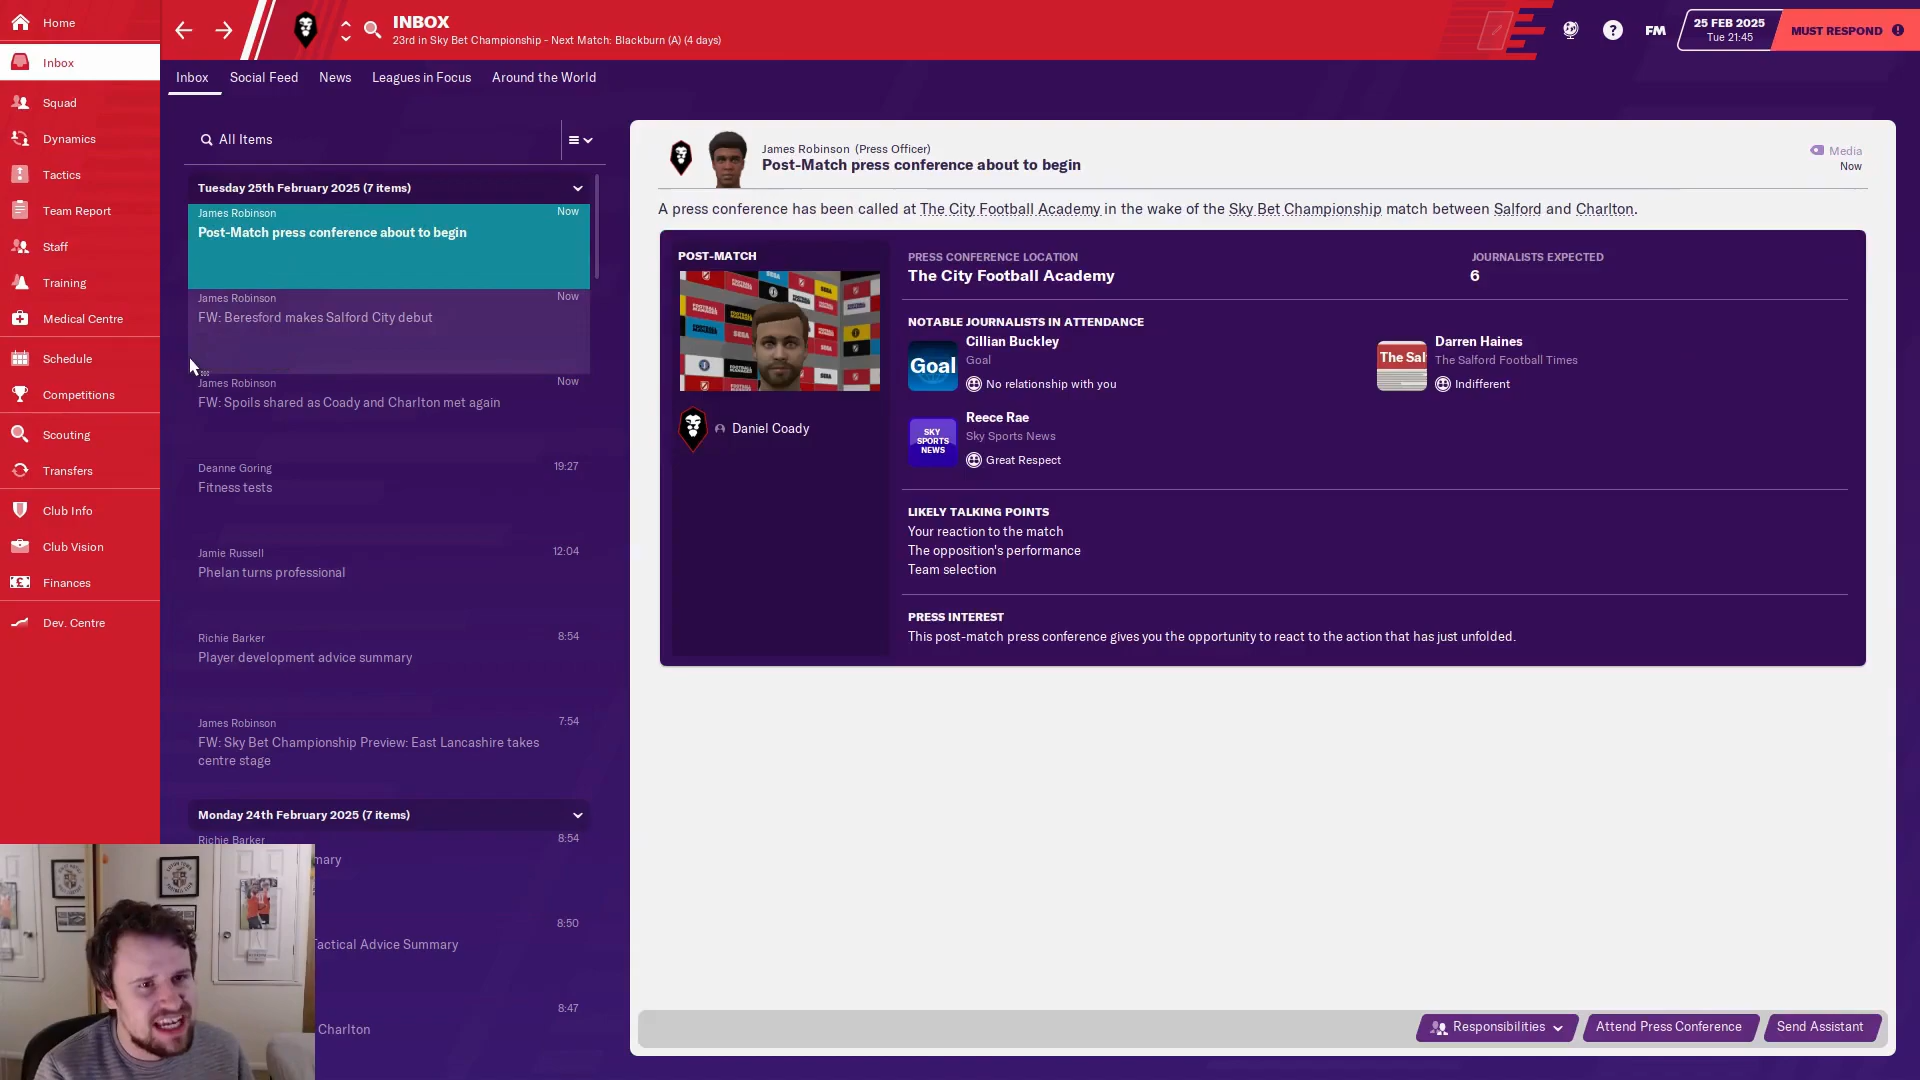 Home
Inbox
Squad
Dynamics
Tactics
Team Report
Staff
Training
Medical Centre
Schedule
Competitions
Scouting
Transfers
Club Info
Club Vision
Finances
Dev. Centre
INBOX
23rd in Sky Bet Championship - Next Match: Blackburn (A) (4 days)
FM
25 FEB 2025
Tue 21:45
MUST RESPOND
Inbox
Social Feed
News
Leagues in Focus
Around the World
All Items
Tuesday 25th February 2025 (7 items)
James Robinson
Now
Post-Match press conference about to begin
James Robinson
Now
FW: Beresford makes Salford City debut
James Robinson
Now
FW: Spoils shared as Coady and Charlton met again
Deanne Goring
19:27
Fitness tests
Jamie Russell
12:04
Phelan turns professional
Richie Barker
8:54
Player development advice summary
James Robinson
7:54
FW: Sky Bet Championship Preview: East Lancashire takes
centre stage
Monday 24th February 2025 (7 items)
Richie Barker
8:54
mary
8:50
Tactical Advice Summary
8:47
Charlton
James Robinson (Press Officer)
Post-Match press conference about to begin
Media
Now
A press conference has been called at The City Football Academy in the wake of the Sky Bet Championship match between Salford and Charlton.
POST-MATCH
Daniel Coady
PRESS CONFERENCE LOCATION
The City Football Academy
JOURNALISTS EXPECTED
6
NOTABLE JOURNALISTS IN ATTENDANCE
Goal
Cillian Buckley
Goal
No relationship with you
The Sal
Darren Haines
The Salford Football Times
Indifferent
SKY
SPORTS
NEWS
Reece Rae
Sky Sports News
Great Respect
LIKELY TALKING POINTS
Your reaction to the match
The opposition's performance
Team selection
PRESS INTEREST
This post-match press conference gives you the opportunity to react to the action that has just unfolded.
Responsibilities
Attend Press Conference
Send Assistant